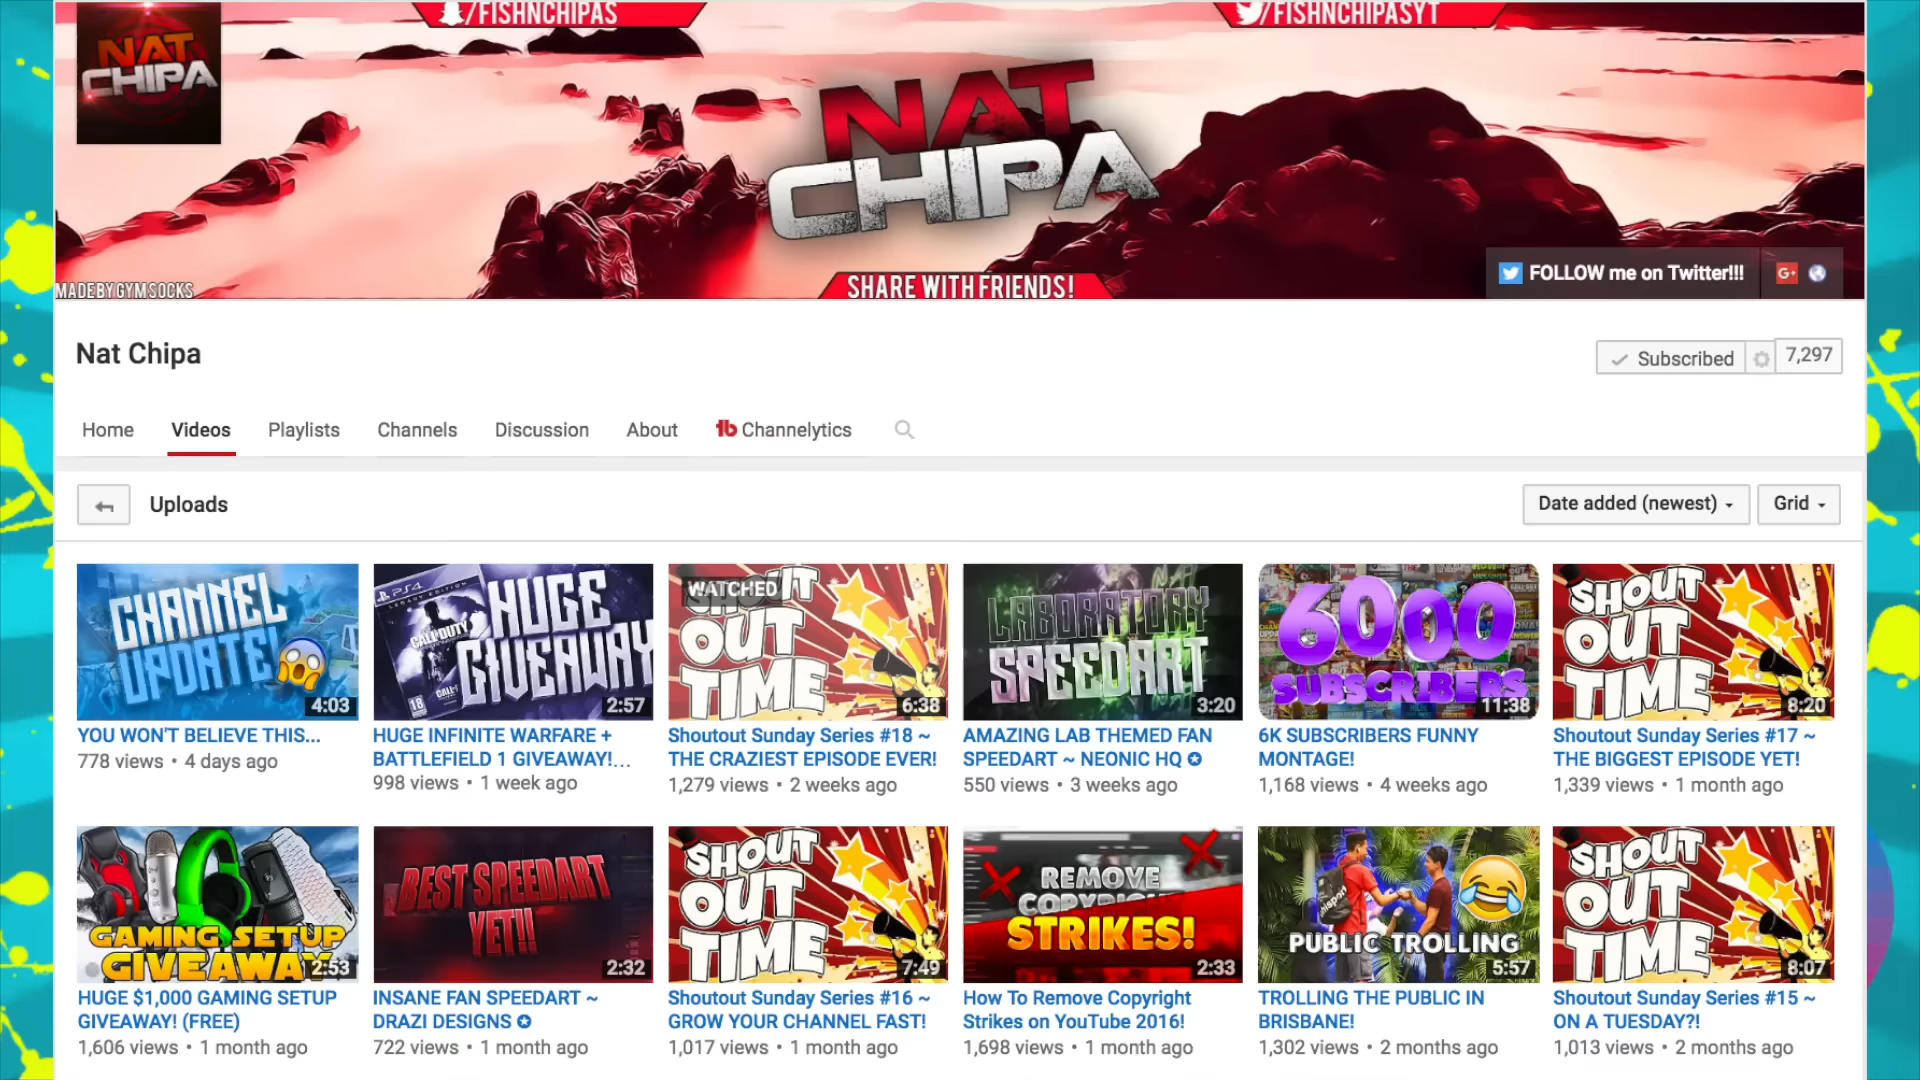 /FISHNCHIPAS
/FISHNCHIPASYT
NAT
CHIPA
NAT
CHIPA
MADEBYGYMSOCKS
SHARE WITH FRIENDS!
FOLLOW me on Twitter!!!
G+
Nat Chipa
Subscribed
7,297
Home
Videos
Playlists
Channels
Discussion
About
Channelytics
Uploads
Date added (newest)
Grid
CHANNEL
UPDATE!
4:03
PS4
LEGACY EDITION
CALL OF DUTY
18
HUGE
GIVEAWAY
2:57
WATCHED
SHOUT
OUT
TIME
6:38
LABORATORY
SPEEDART
3:20
6000
SUBSCRIBERS
11:38
SHOUT
OUT
TIME
8:20
YOU WON'T BELIEVE THIS...
778 views • 4 days ago
HUGE INFINITE WARFARE +
BATTLEFIELD 1 GIVEAWAY!...
998 views • 1 week ago
Shoutout Sunday Series #18 ~
THE CRAZIEST EPISODE EVER!
1,279 views • 2 weeks ago
AMAZING LAB THEMED FAN
SPEEDART ~ NEONIC HQ ✪
550 views • 3 weeks ago
6K SUBSCRIBERS FUNNY
MONTAGE!
1,168 views • 4 weeks ago
Shoutout Sunday Series #17 ~
THE BIGGEST EPISODE YET!
1,339 views • 1 month ago
GAMING SETUP
GIVEAWAY
2:53
BEST SPEEDART
YET!!
2:32
SHOUT
OUT
TIME
7:49
REMOVE
COPYRIGHT
STRIKES!
2:33
PUBLIC TROLLING
5:57
SHOUT
OUT
TIME
8:07
HUGE $1,000 GAMING SETUP
GIVEAWAY! (FREE)
1,606 views • 1 month ago
INSANE FAN SPEEDART ~
DRAZI DESIGNS ✪
722 views • 1 month ago
Shoutout Sunday Series #16 ~
GROW YOUR CHANNEL FAST!
1,017 views • 1 month ago
How To Remove Copyright
Strikes on YouTube 2016!
1,698 views • 1 month ago
TROLLING THE PUBLIC IN
BRISBANE!
1,302 views • 2 months ago
Shoutout Sunday Series #15 ~
ON A TUESDAY?!
1,013 views • 2 months ago